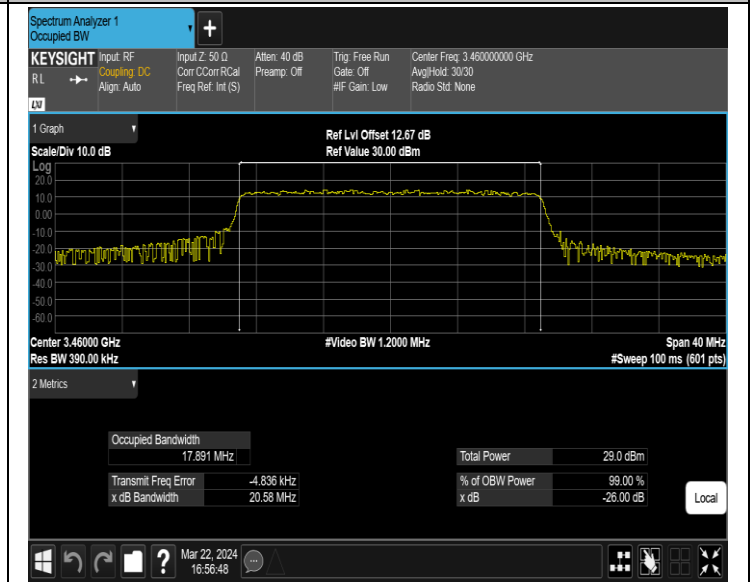 Spectrum Analyzer 1
Occupied BW
+
KEYSIGHT
R L
LXI
Input: RF
Coupling: DC
Align: Auto
Input Z: 50 Ω
Corr CCorr RCal
Freq Ref: Int (S)
Atten: 40 dB
Preamp: Off
Trig: Free Run
Gate: Off
#IF Gain: Low
Center Freq: 3.460000000 GHz
Avg|Hold: 30/30
Radio Std: None
1 Graph
Ref Lvl Offset 12.67 dB
Scale/Div 10.0 dB
Ref Value 30.00 dBm
Log
20.0
10.0
0.00
-10.0
-20.0
-30.0
-40.0
-50.0
-60.0
Center 3.46000 GHz
#Video BW 1.2000 MHz
Span 40 MHz
Res BW 390.00 kHz
#Sweep 100 ms (601 pts)
2 Metrics
Occupied Bandwidth
17.891 MHz
Total Power 29.0 dBm
Transmit Freq Error -4.836 kHz
% of OBW Power 99.00 %
x dB Bandwidth 20.58 MHz
x dB -26.00 dB
Local
?
Mar 22, 2024
16:56:48